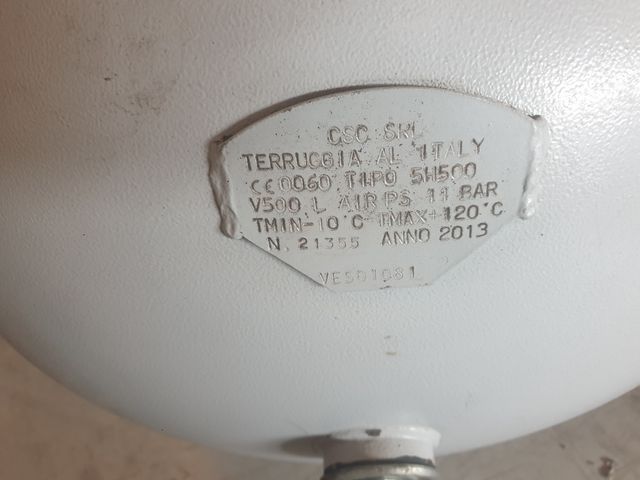 CSC SRL
TERRUGGIA AL ITALY
CE0060 TIPO 5H500
V500 L AIR PS 11 BAR
TMIN-10°C TMAX+120°C
N. 21355 ANNO 2013
VES01081